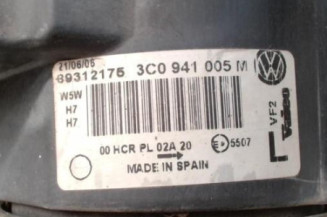 21/06/05
89312175 3C0 941 005 M
W5W
H7
H7
VF2
Valeo
L
00 HCR PL 02A 20
5507
MADE IN SPAIN